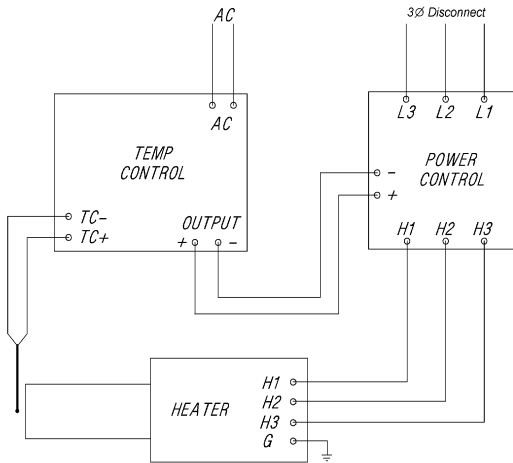 AC
3Ø Disconnect
AC
L3 L2 L1
TEMP
CONTROL
POWER
CONTROL
-
+
TC-
TC+
OUTPUT
+ -
H1 H2 H3
HEATER
H1
H2
H3
G